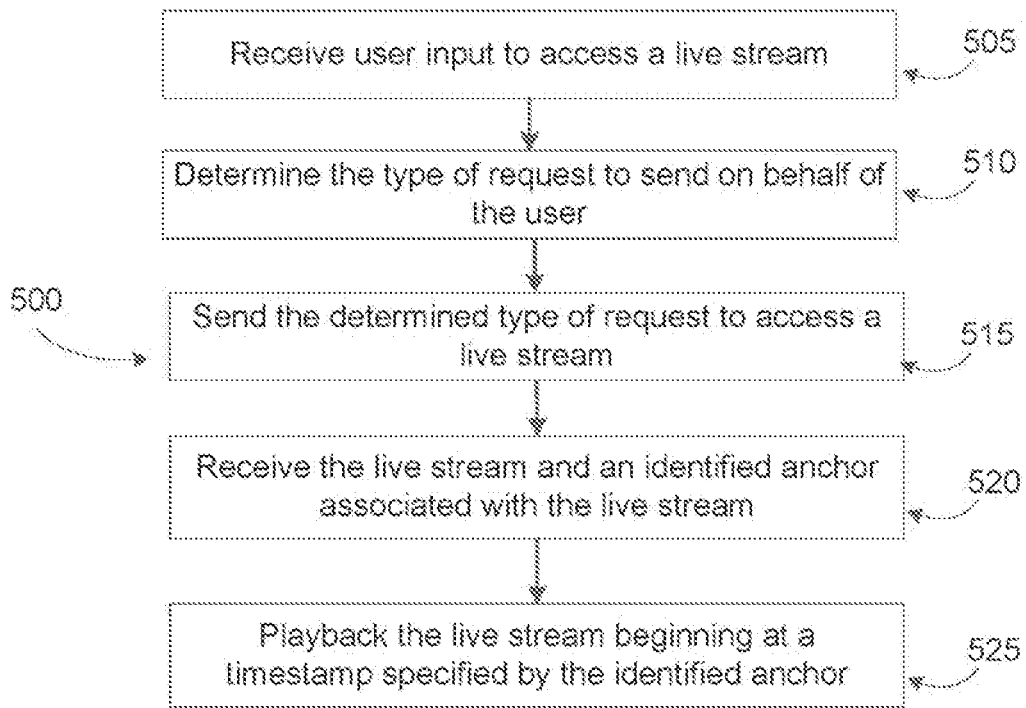 Receive user input to access a live stream
505
Determine the type of request to send on behalf of
the user
510
500
Send the determined type of request to access a
live stream
515
Receive the live stream and an identified anchor
associated with the live stream
520
Playback the live stream beginning at a
timestamp specified by the identified anchor
525